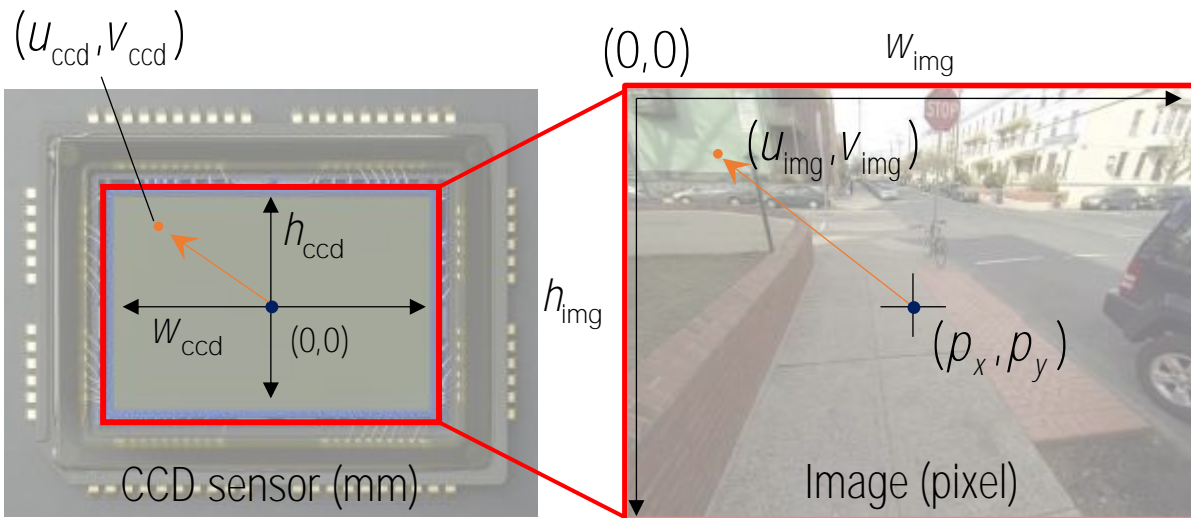 (u_ccd, v_ccd)
(0,0)
w_img
STOP
(u_img, v_img)
h_ccd
w_ccd
(0,0)
h_img
(p_x, p_y)
CCD sensor (mm)
Image (pixel)